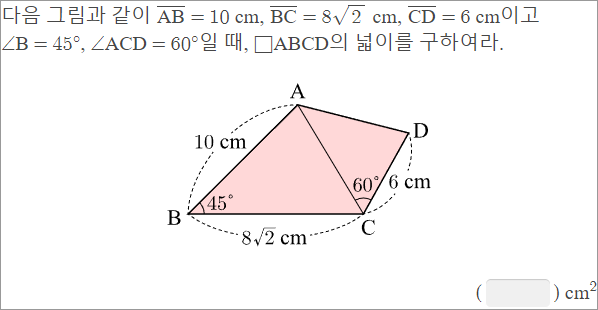 다음 그림과 같이 AB = 10 cm, BC = 8√2 cm, CD = 6 cm이고
∠B = 45°, ∠ACD = 60°일 때, □ABCD의 넓이를 구하여라.
A
D
10 cm
60° 6 cm
45°
B
C
8√2 cm
( ) cm²